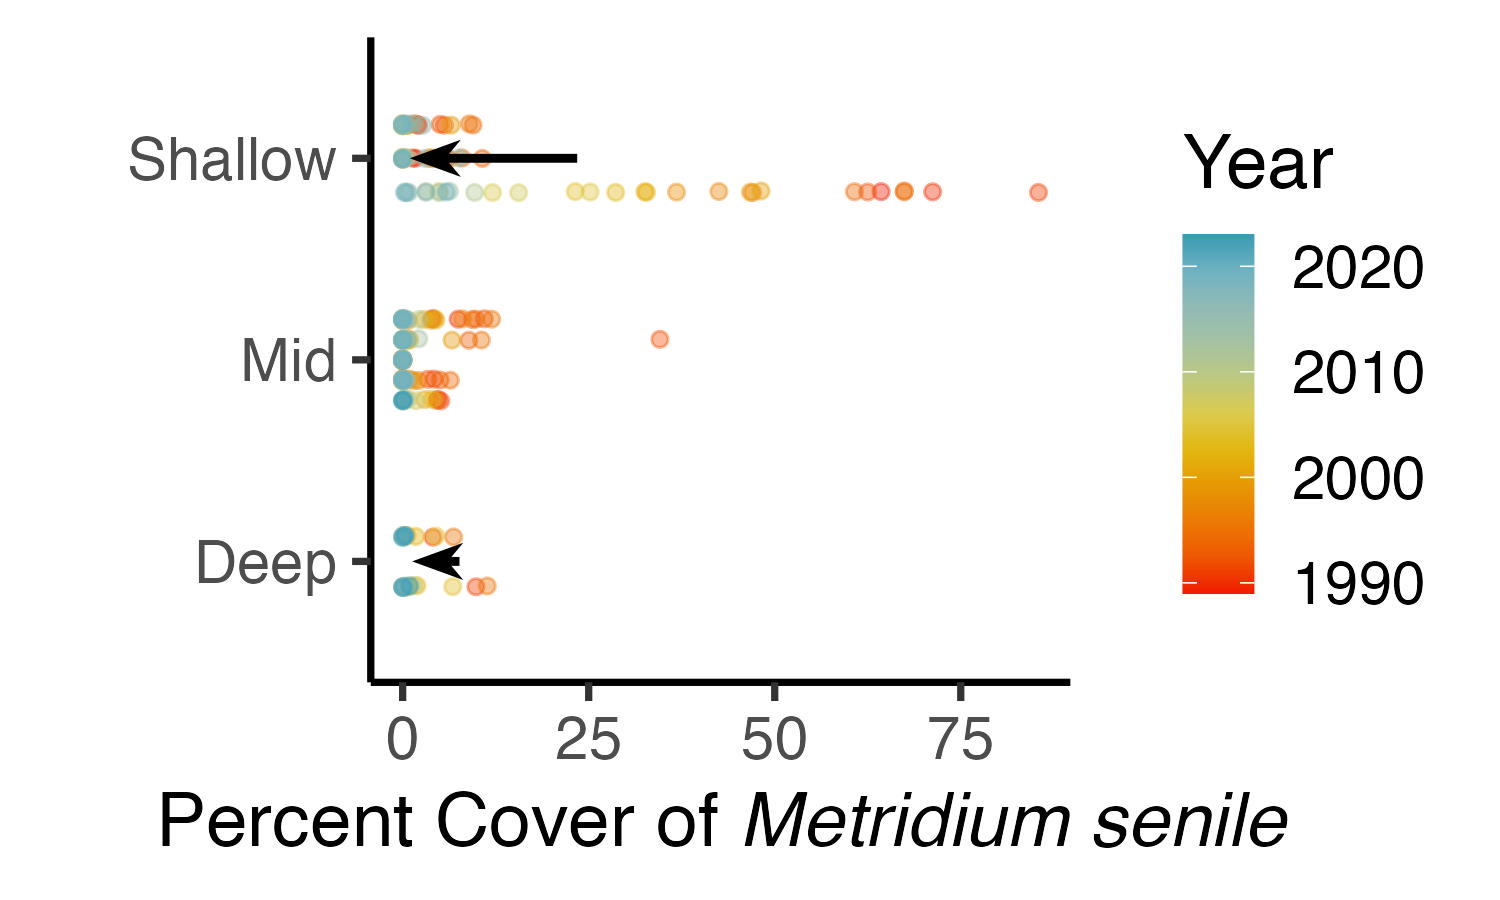 Shallow
Mid
Deep
0 25 50 75
Percent Cover of Metridium senile
Year
2020
2010
2000
1990